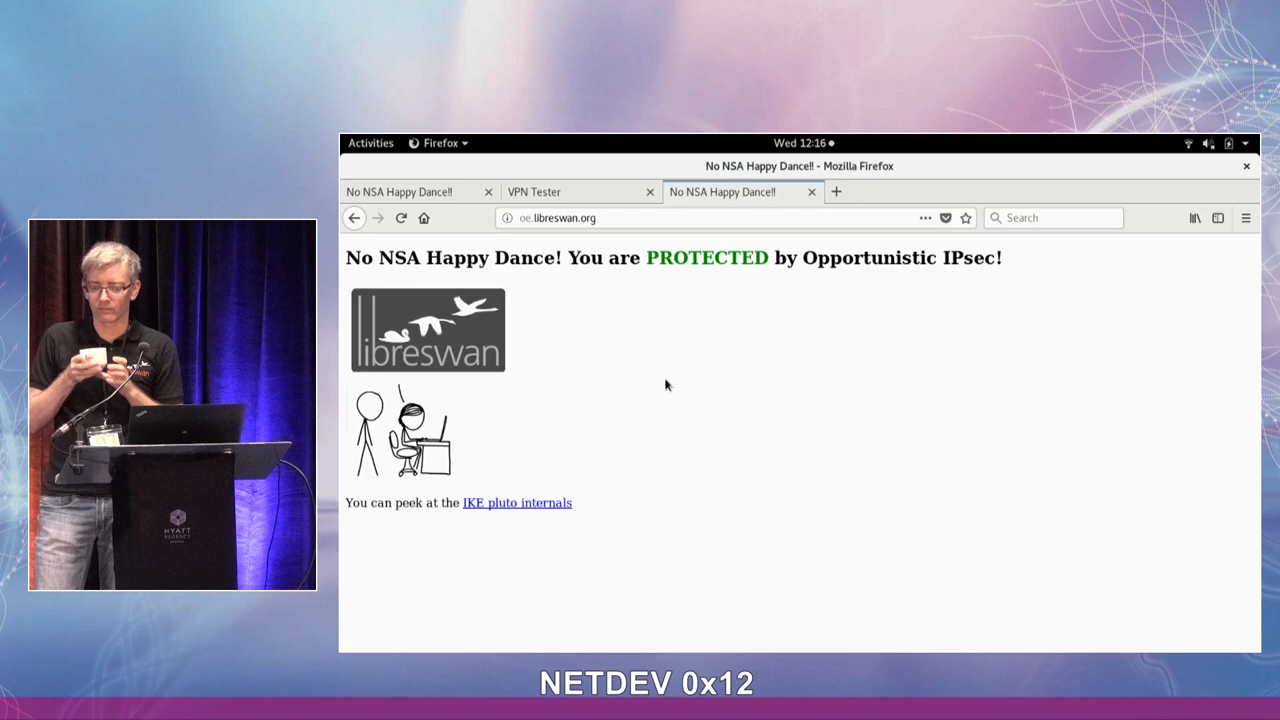 Activities
Firefox
Wed 12:16
No NSA Happy Dance!! - Mozilla Firefox
No NSA Happy Dance!!
VPN Tester
No NSA Happy Dance!!
oe.libreswan.org
Search
No NSA Happy Dance! You are PROTECTED by Opportunistic IPsec!
libreswan
You can peek at the IKE pluto internals
HYATT
REGENCY
NETDEV 0x12